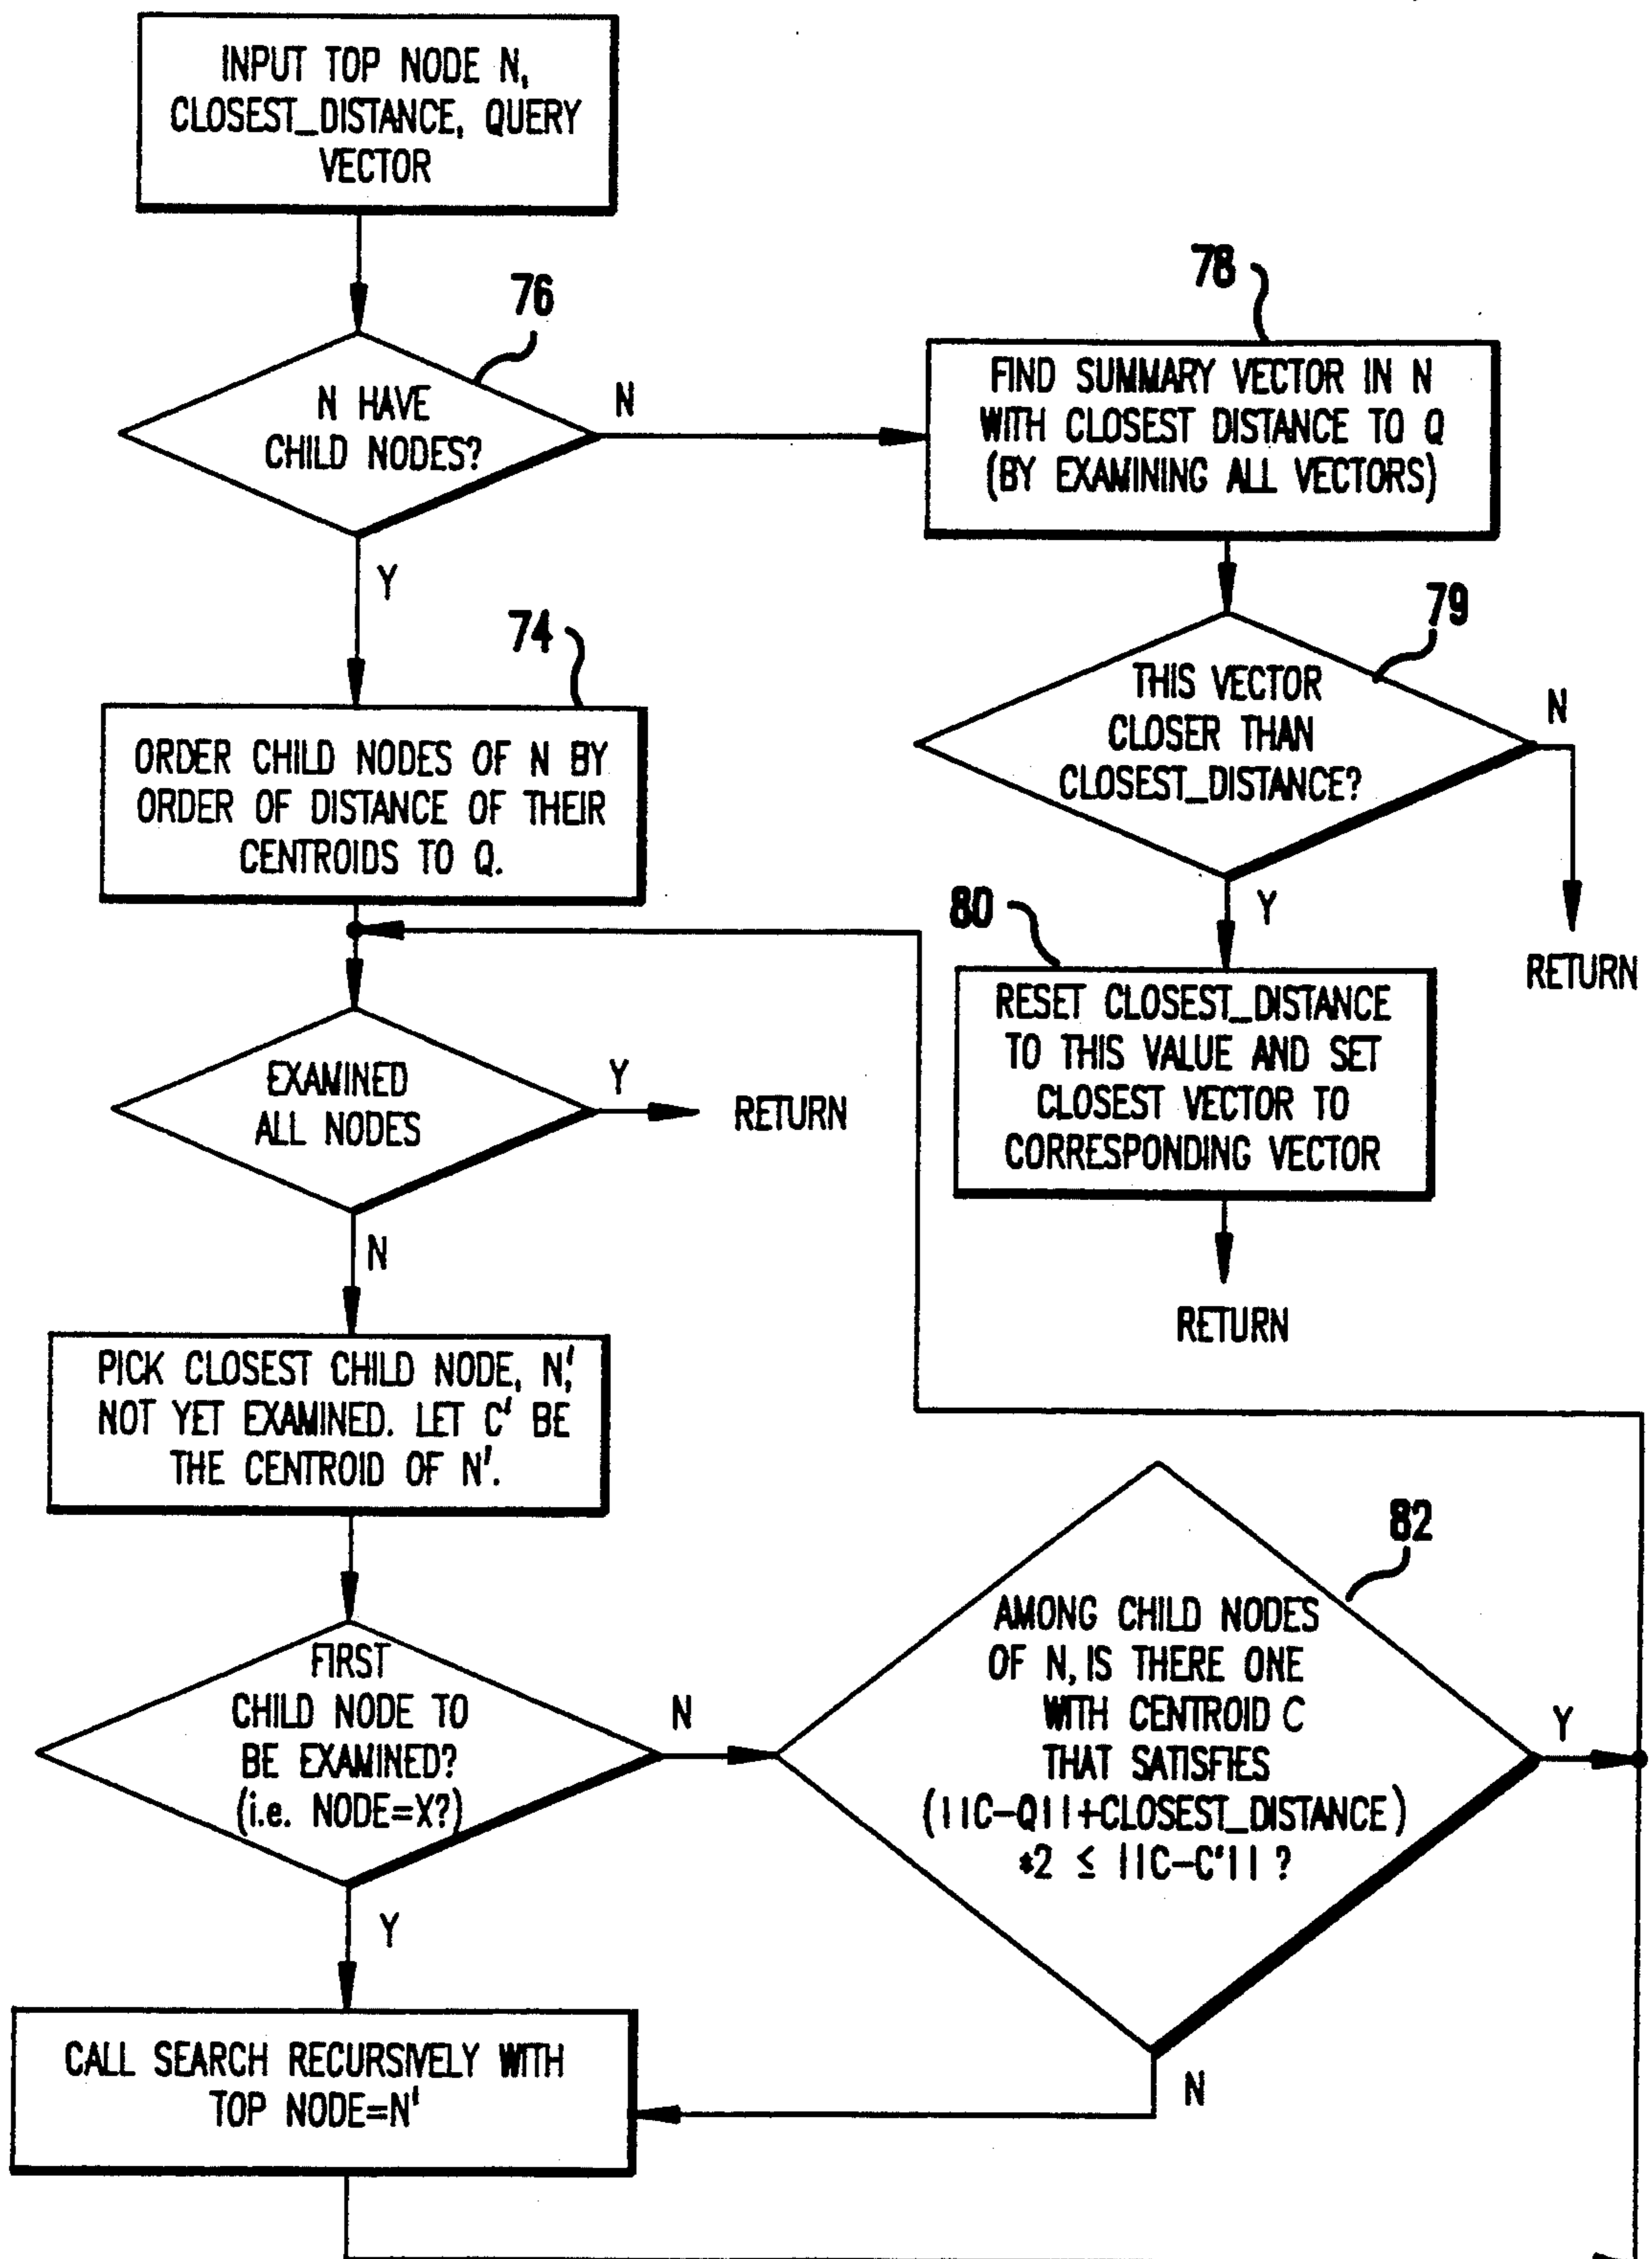 INPUT TOP NODE N,
CLOSEST_DISTANCE, QUERY
VECTOR
76
N HAVE
CHILD NODES?
N
Y
78
FIND SUMMARY VECTOR IN N
WITH CLOSEST DISTANCE TO Q
(BY EXAMINING ALL VECTORS)
74
ORDER CHILD NODES OF N BY
ORDER OF DISTANCE OF THEIR
CENTROIDS TO Q.
79
THIS VECTOR
CLOSER THAN
CLOSEST_DISTANCE?
N
RETURN
Y
80
RESET CLOSEST_DISTANCE
TO THIS VALUE AND SET
CLOSEST VECTOR TO
CORRESPONDING VECTOR
RETURN
EXAMINED
ALL NODES
Y
RETURN
N
PICK CLOSEST CHILD NODE, N',
NOT YET EXAMINED. LET C' BE
THE CENTROID OF N'.
FIRST
CHILD NODE TO
BE EXAMINED?
(i.e. NODE=X?)
N
Y
82
AMONG CHILD NODES
OF N, IS THERE ONE
WITH CENTROID C
THAT SATISFIES
(||C-Q||+CLOSEST_DISTANCE)
*2 ≤ ||C-C'|| ?
Y
N
CALL SEARCH RECURSIVELY WITH
TOP NODE=N'